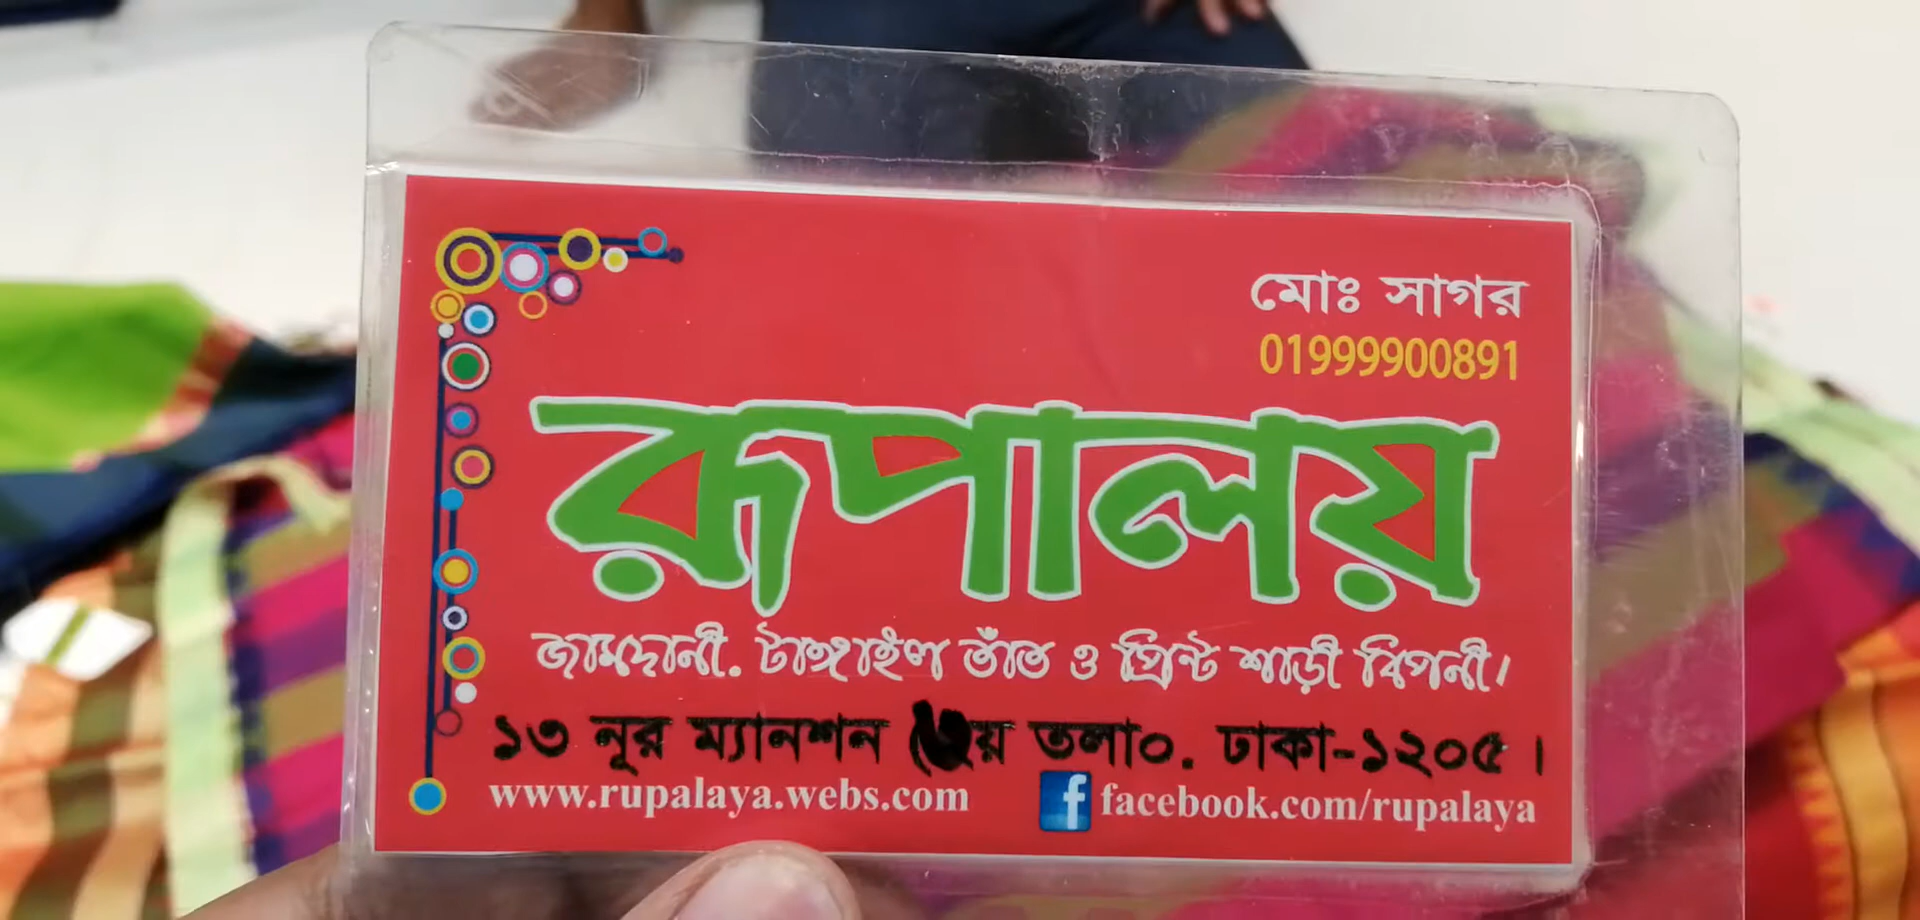 মোঃ সাগর
01999900891
রূপালয়
জামদানী. টাঙ্গাইল তাঁত ও প্রিন্ট শাড়ী বিপনী।
১৩ নূর ম্যানশন য় তলা০. ঢাকা-১২০৫।
www.rupalaya.webs.com
facebook.com/rupalaya